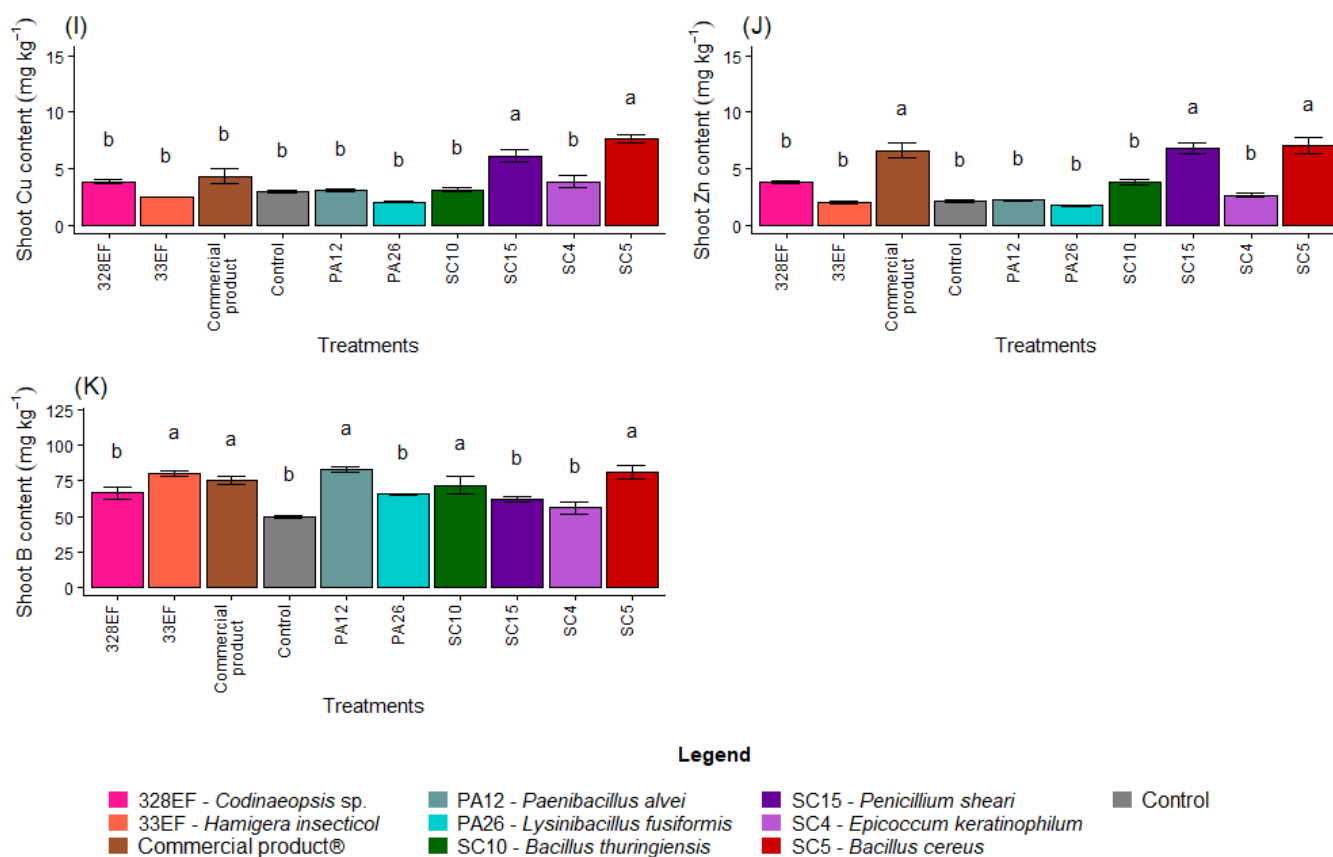 (I)
Shoot Cu content (mg kg⁻¹)
15
10
5
0
b b b b b b b a b a
328EF 33EF Commercial product Control PA12 PA26 SC10 SC15 SC4 SC5
Treatments
(J)
Shoot Zn content (mg kg⁻¹)
15
10
5
0
b b a b b b b a b a
328EF 33EF Commercial product Control PA12 PA26 SC10 SC15 SC4 SC5
Treatments
(K)
Shoot B content (mg kg⁻¹)
125
100
75
50
25
0
b a a b a b a b b a
328EF 33EF Commercial product Control PA12 PA26 SC10 SC15 SC4 SC5
Treatments
Legend
328EF - Codinaeopsis sp.
33EF - Hamigera insecticol
Commercial product®
PA12 - Paenibacillus alvei
PA26 - Lysinibacillus fusiformis
SC10 - Bacillus thuringiensis
SC15 - Penicillium sheari
SC4 - Epicoccum keratinophilum
SC5 - Bacillus cereus
Control